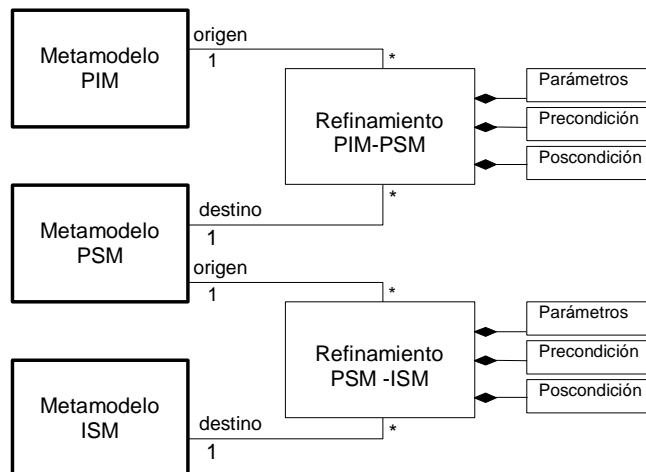 origen
Metamodelo
PIM
1
*
Parámetros
Refinamiento
PIM-PSM
Precondición
Poscondición
*
destino
Metamodelo
PSM
1
origen
1
*
Parámetros
Refinamiento
PSM -ISM
Precondición
Poscondición
Metamodelo
ISM
destino
*
1